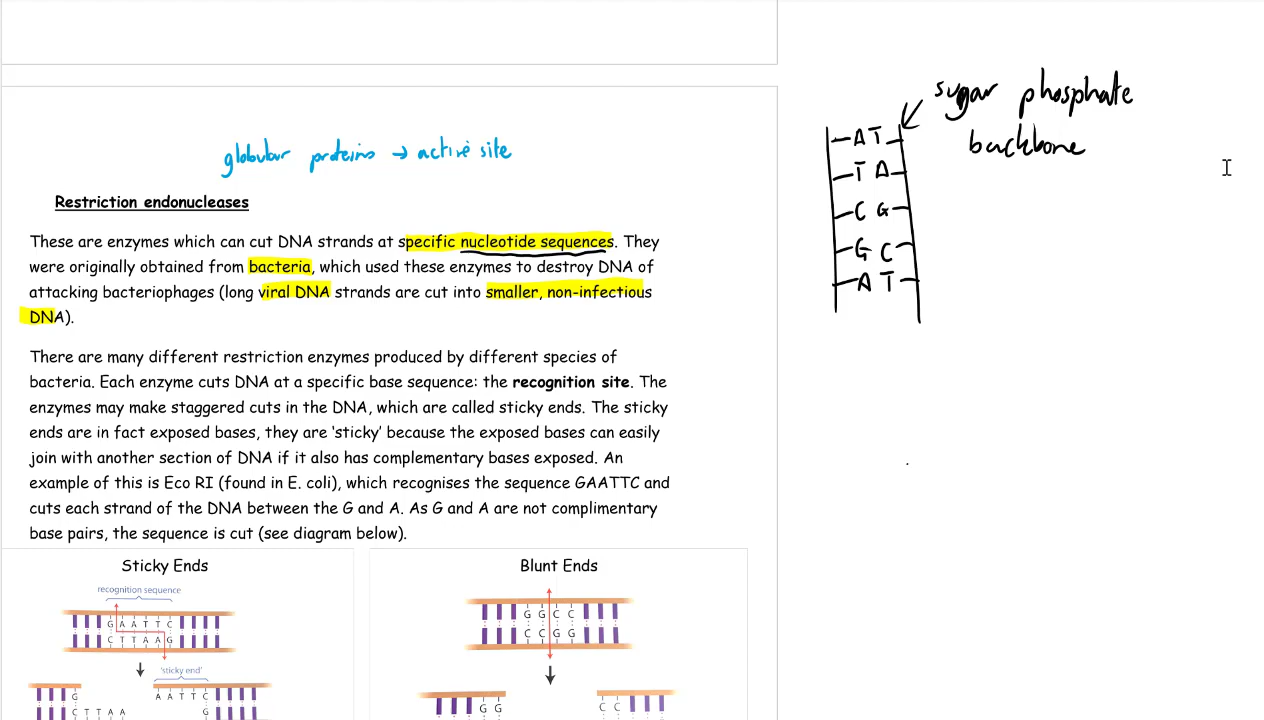 globular proteins → active site
Restriction endonucleases
These are enzymes which can cut DNA strands at specific nucleotide sequences. They
were originally obtained from bacteria, which used these enzymes to destroy DNA of
attacking bacteriophages (long viral DNA strands are cut into smaller, non-infectious
DNA).
There are many different restriction enzymes produced by different species of
bacteria. Each enzyme cuts DNA at a specific base sequence: the recognition site. The
enzymes may make staggered cuts in the DNA, which are called sticky ends. The sticky
ends are in fact exposed bases, they are ‘sticky’ because the exposed bases can easily
join with another section of DNA if it also has complementary bases exposed. An
example of this is Eco RI (found in E. coli), which recognises the sequence GAATTC and
cuts each strand of the DNA between the G and A. As G and A are not complimentary
base pairs, the sequence is cut (see diagram below).
Sticky Ends
recognition sequence
G A A T T C
C T T A A G
'sticky end'
G A A T T C
C T T A A G
Blunt Ends
G G C C
C C G G
G G C C
sugar phosphate
backbone
A T
T A
C G
G C
A T